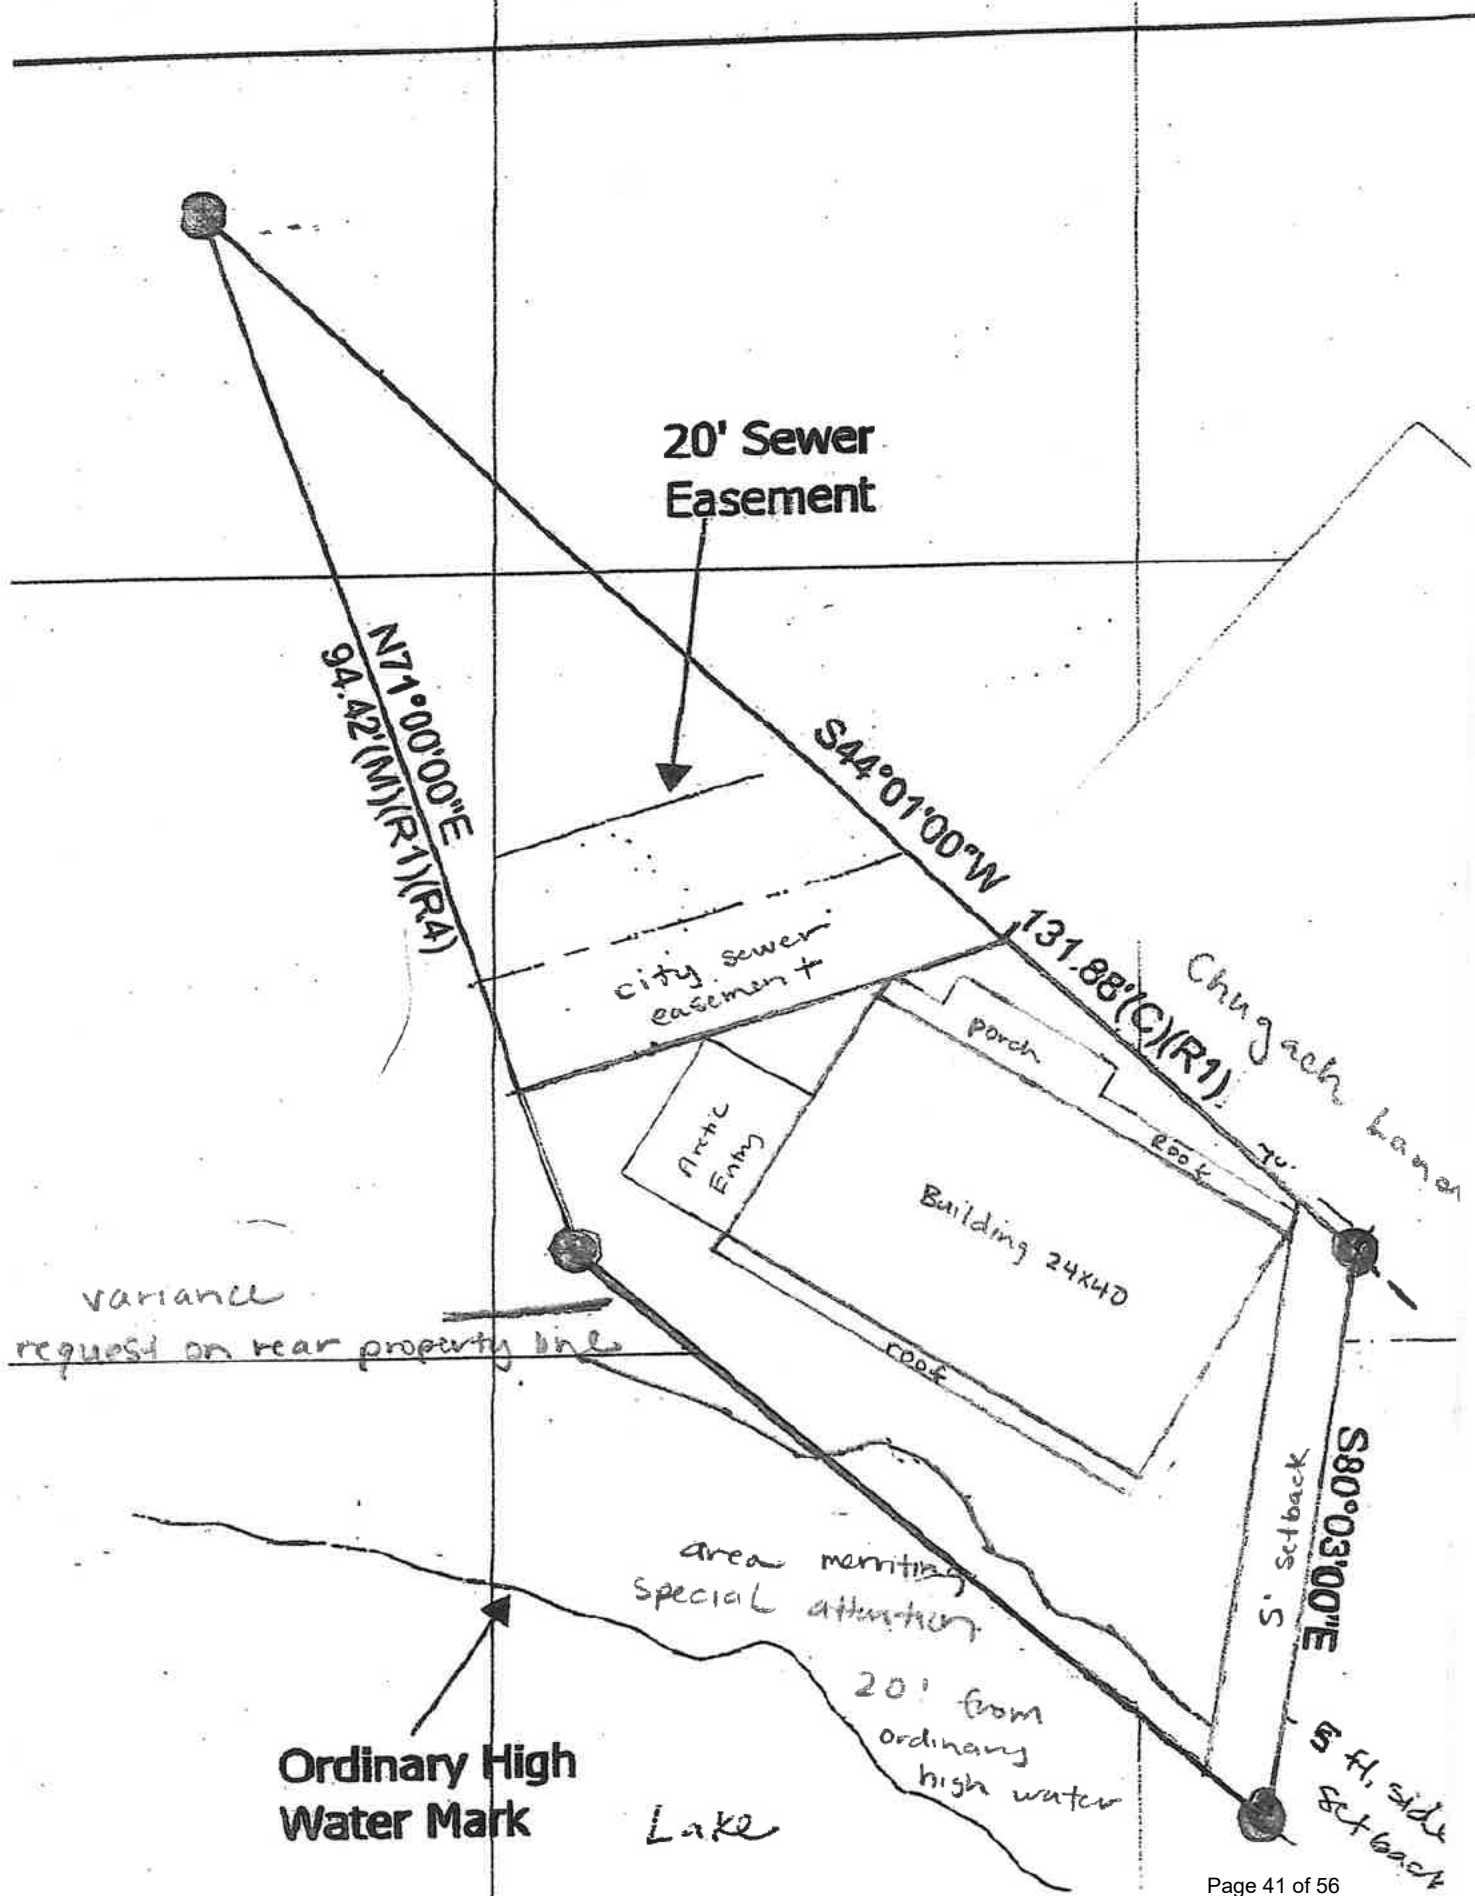 20' Sewer
Easement
N71°00'00"E
94.42'(M)(R1)(R4)
S44°01'00"W 131.88'(C)(R1)
city sewer
easement
Chugach
porch
Roof
Arctic
Entry
Building 24x40
roof
variance
request on rear property line
5' setback
S80°03'00"E
area merriting
special attention
20' from
ordinary
high water
5 ft. side
setback
Ordinary High
Water Mark
Lake
Page 41 of 56